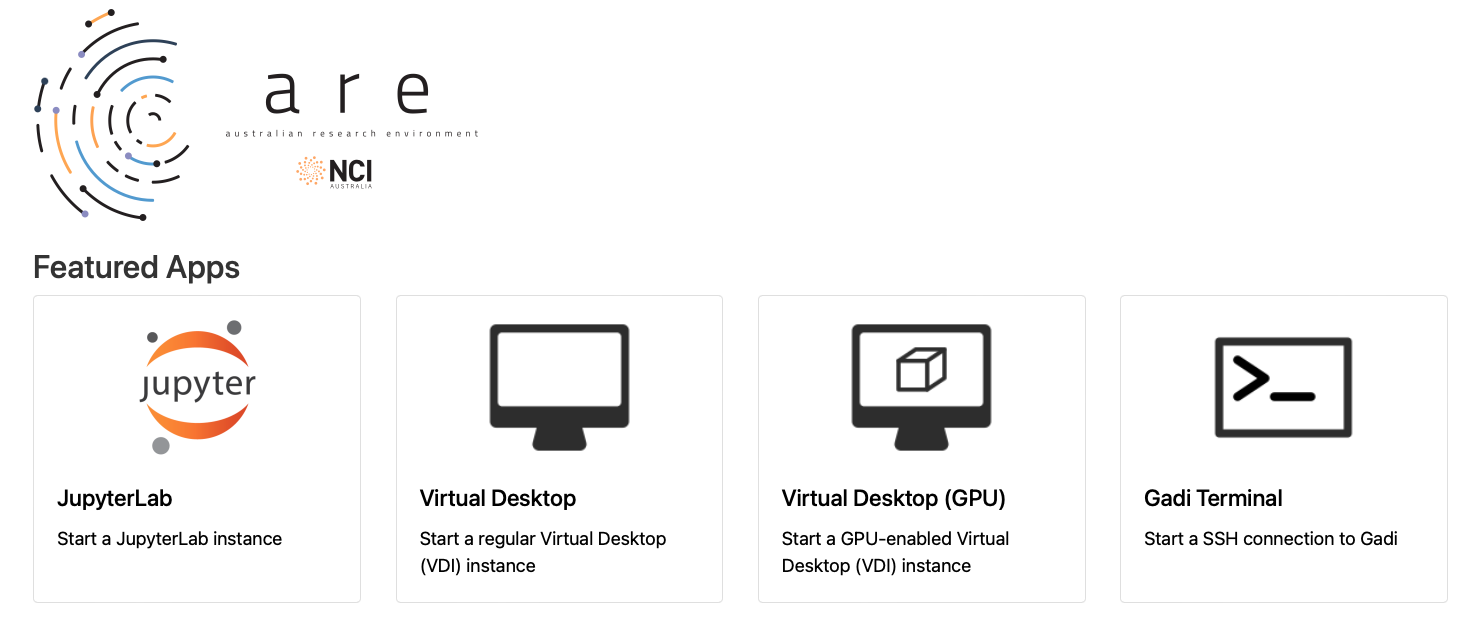 are
australian research environment
NCI
AUSTRALIA
Featured Apps
jupyter
JupyterLab
Start a JupyterLab instance
Virtual Desktop
Start a regular Virtual Desktop
(VDI) instance
Virtual Desktop (GPU)
Start a GPU-enabled Virtual
Desktop (VDI) instance
>_
Gadi Terminal
Start a SSH connection to Gadi